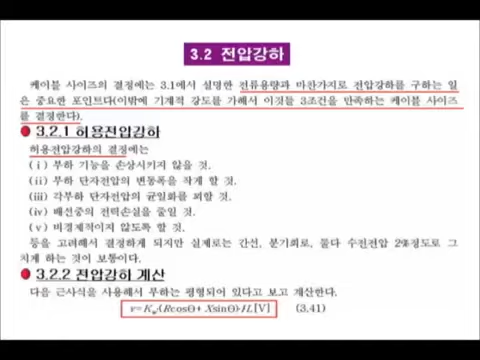 3.2 전압강하
케이블 사이즈의 결정에는 3.1에서 설명한 전류용량과 마찬가지로 전압강하를 구하는 일
은 중요한 포인트다(이밖에 기계적 강도를 가해서 이것들 3조건을 만족하는 케이블 사이즈
를 결정한다).
3.2.1 허용전압강하
허용전압강하의 결정에는
(ⅰ) 부하 기능을 손상시키지 않을 것.
(ⅱ) 부하 단자전압의 변동폭을 작게 할 것.
(ⅲ) 각부하 단자전압의 균일화를 꾀할 것.
(ⅳ) 배선중의 전력손실을 줄일 것.
(ⅴ) 비경제적이지 않도록 할 것.
등을 고려해서 결정하게 되지만 실제로는 간선, 분기회로, 둘다 수전전압 2%정도로 그
치게 하는 것이 보통이다.
3.2.2 전압강하 계산
다음 근사식을 사용해서 부하는 평형되어 있다고 보고 계산한다.
v=Kw(Rcosθ+Xsinθ)·IL[V] (3.41)